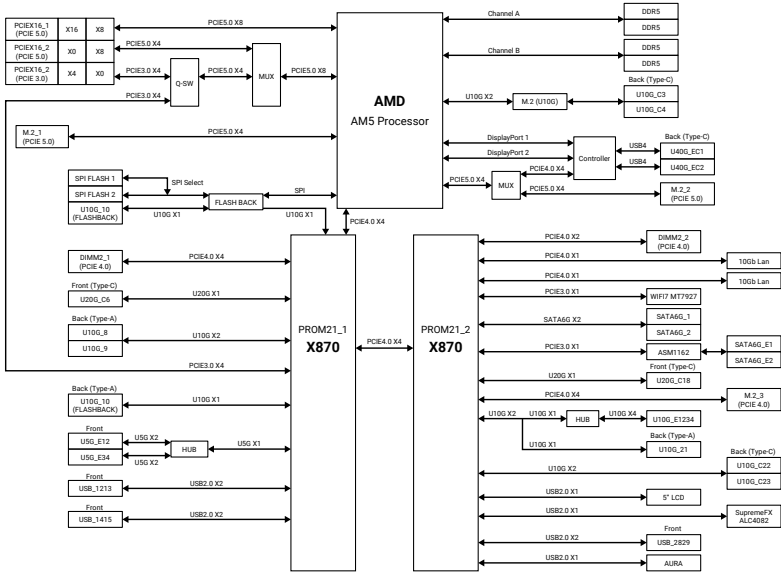 PCIEX16_1
(PCIE 5.0)
X16
X8
PCIE5.0 X8
PCIEX16_2
(PCIE 5.0)
X0
X8
PCIE5.0 X4
PCIEX16_2
(PCIE 3.0)
X4
X0
PCIE3.0 X4
Q-SW
PCIE5.0 X4
MUX
PCIE5.0 X8
PCIE3.0 X4
M.2_1
(PCIE 5.0)
PCIE5.0 X4
SPI FLASH 1
SPI Select
SPI FLASH 2
U10G_10
(FLASHBACK)
U10G X1
FLASH BACK
SPI
U10G X1
AMD
AM5 Processor
PCIE4.0 X4
Channel A
DDR5
DDR5
Channel B
DDR5
DDR5
Back (Type-C)
U10G X2
M.2 (U10G)
U10G_C3
U10G_C4
DisplayPort 1
DisplayPort 2
Controller
Back (Type-C)
USB4
U40G_EC1
USB4
U40G_EC2
PCIE4.0 X4
PCIE5.0 X4
MUX
PCIE5.0 X4
M.2_2
(PCIE 5.0)
DIMM2_1
(PCIE 4.0)
PCIE4.0 X4
Front (Type-C)
U20G_C6
U20G X1
Back (Type-A)
U10G_8
U10G_9
U10G X2
PCIE3.0 X4
Back (Type-A)
U10G_10
(FLASHBACK)
U10G X1
Front
U5G_E12
U5G X2
U5G_E34
U5G X2
HUB
U5G X1
Front
USB_1213
USB2.0 X2
Front
USB_1415
USB2.0 X2
PROM21_1
X870
PCIE4.0 X4
PROM21_2
X870
PCIE4.0 X2
DIMM2_2
(PCIE 4.0)
PCIE4.0 X1
10Gb Lan
PCIE4.0 X1
10Gb Lan
PCIE3.0 X1
WIFI7 MT7927
SATA6G X2
SATA6G_1
SATA6G_2
PCIE3.0 X1
ASM1162
SATA6G_E1
SATA6G_E2
Front (Type-C)
U20G X1
U20G_C18
PCIE4.0 X4
M.2_3
(PCIE 4.0)
U10G X2
U10G X1
HUB
U10G X4
U10G_E1234
Back (Type-A)
U10G X1
U10G_21
Back (Type-C)
U10G X2
U10G_C22
U10G_C23
USB2.0 X1
5" LCD
USB2.0 X1
SupremeFX
ALC4082
Front
USB2.0 X2
USB_2829
USB2.0 X1
AURA